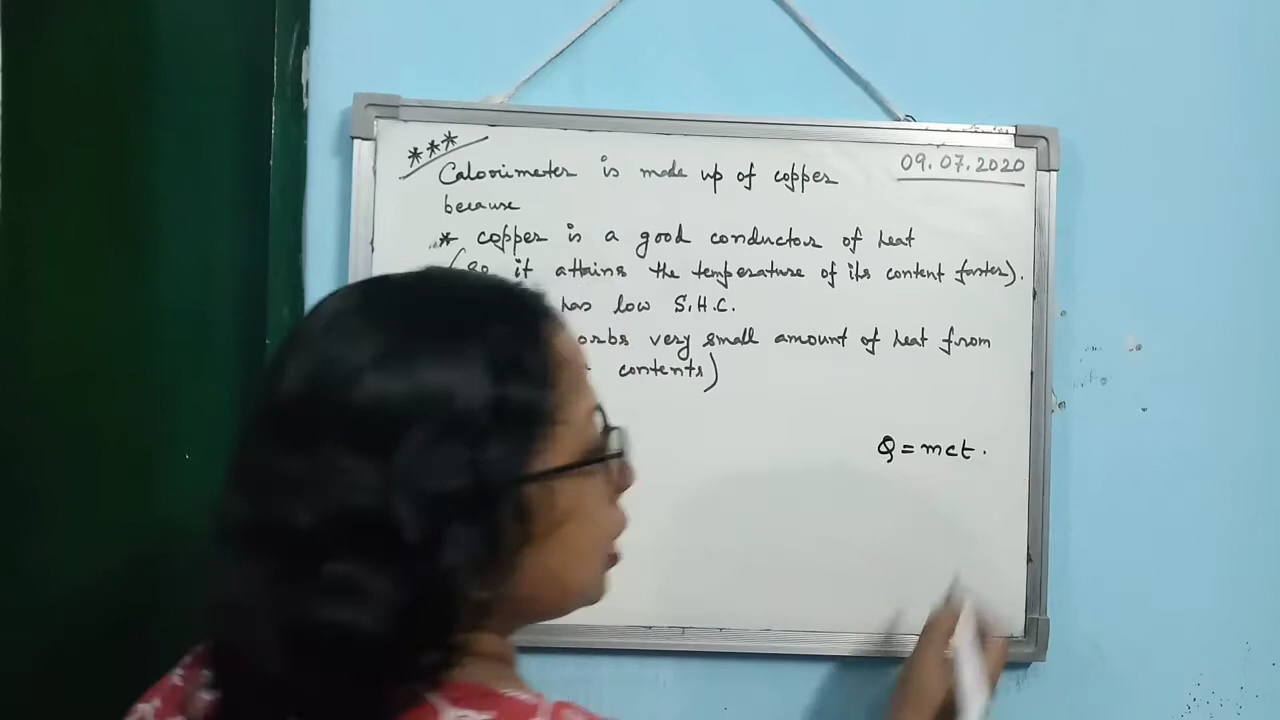 ***
09.07.2020
Calorimeter is made up of copper
because
* copper is a good conductor of heat
(so it attains the temperature of its content faster).
has low S.H.C.
very small amount of heat from
contents)
Q = mct.